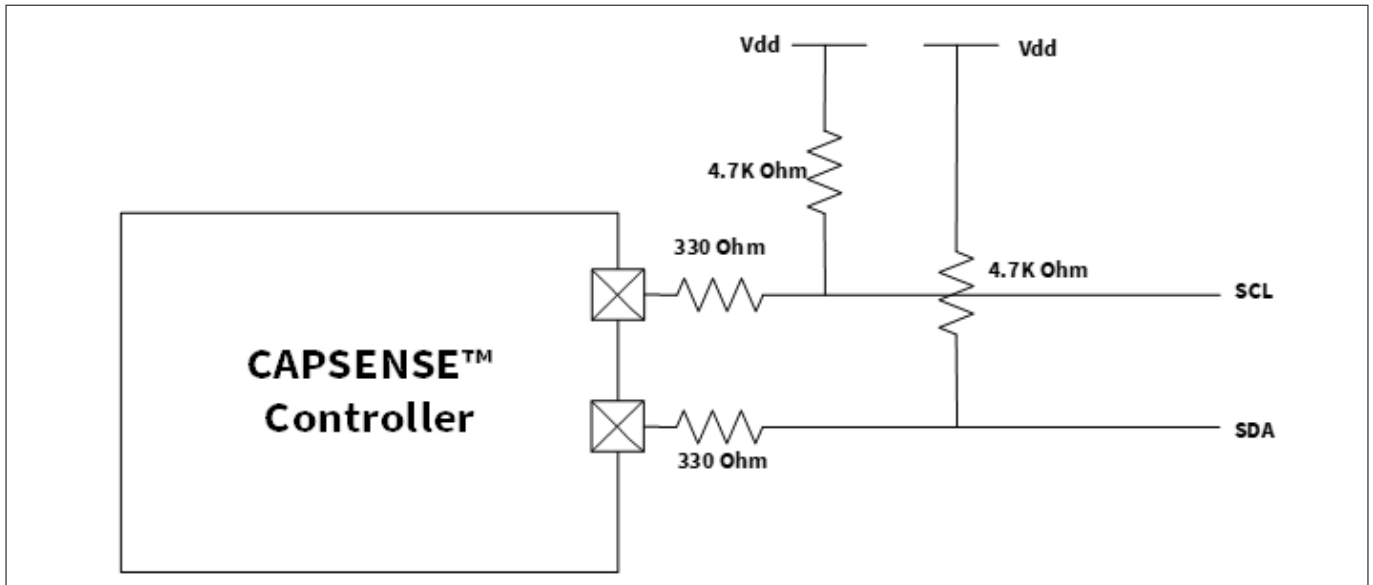 Vdd
Vdd
4.7K Ohm
330 Ohm
4.7K Ohm
SCL
CAPSENSE™
Controller
SDA
330 Ohm